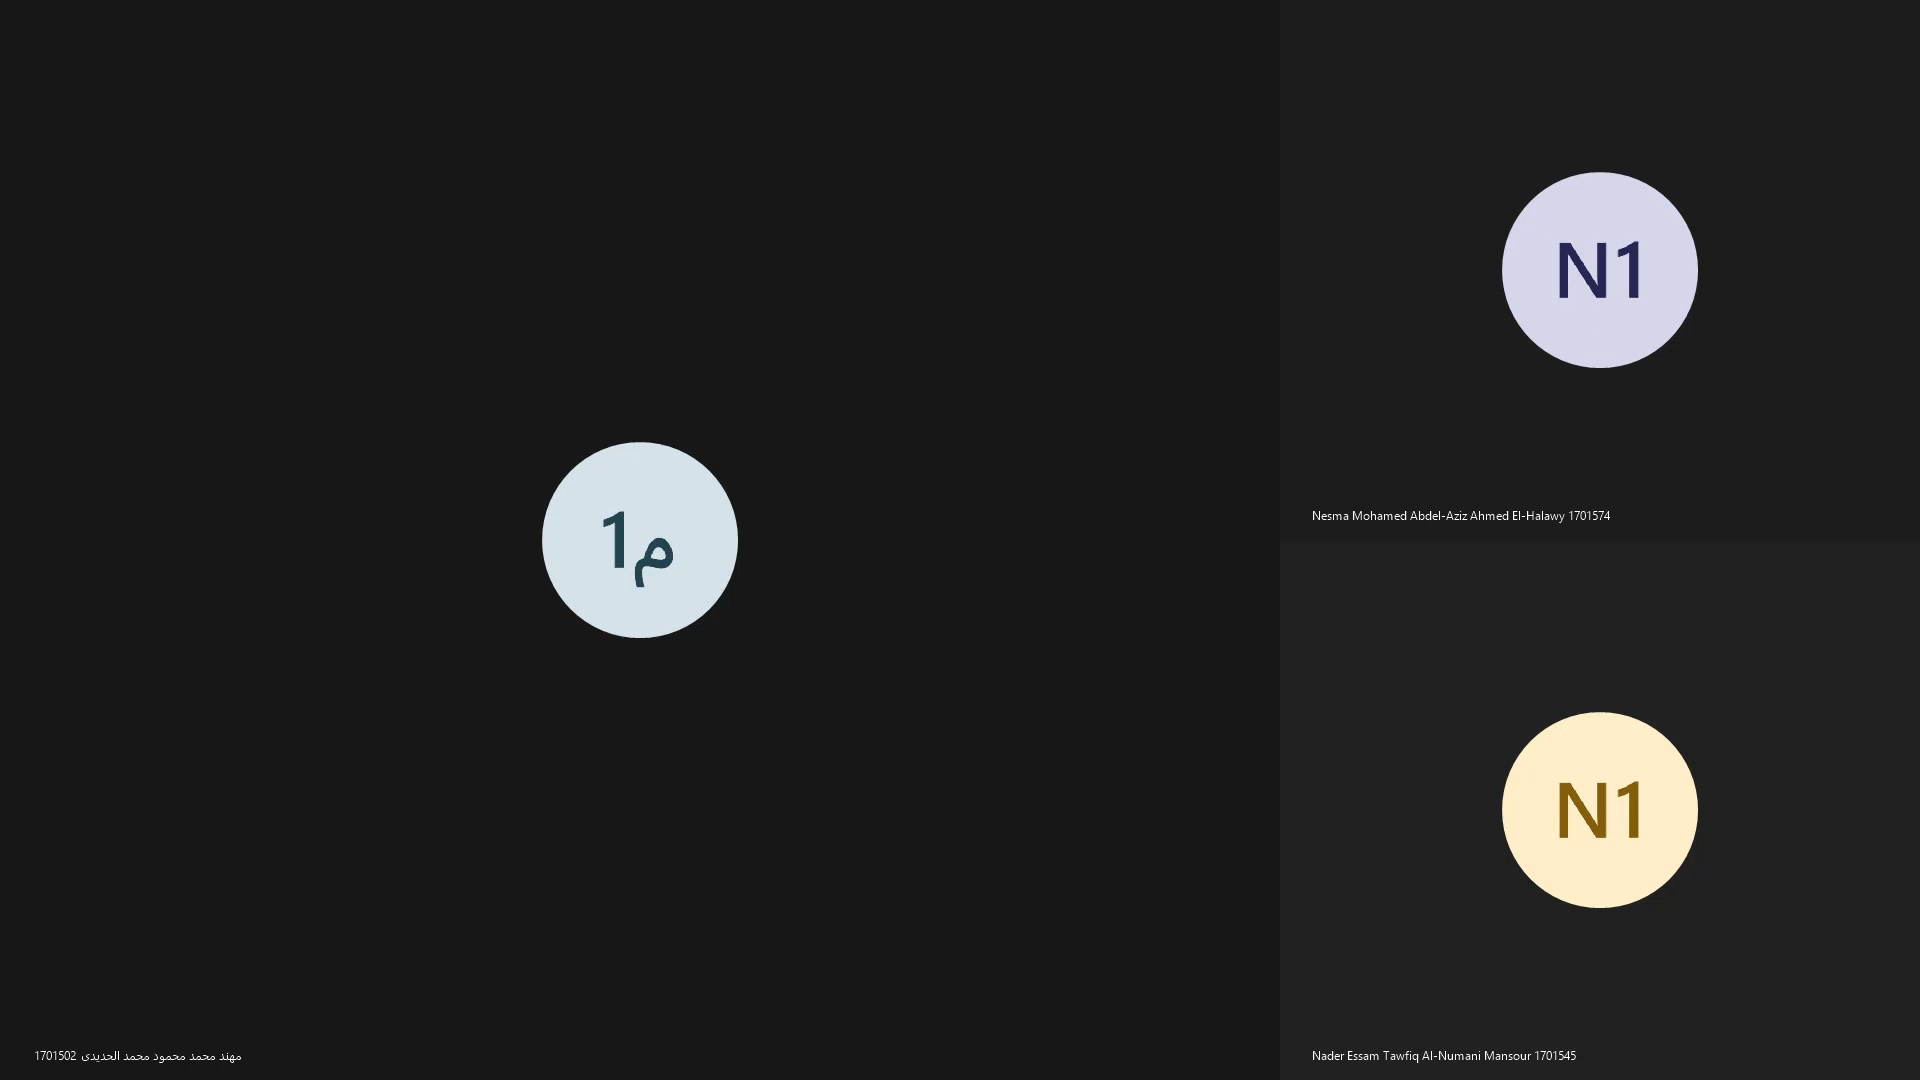 م1
مهند محمد محمود محمد الحديدى 1701502
N1
Nesma Mohamed Abdel-Aziz Ahmed El-Halawy 1701574
N1
Nader Essam Tawfiq Al-Numani Mansour 1701545